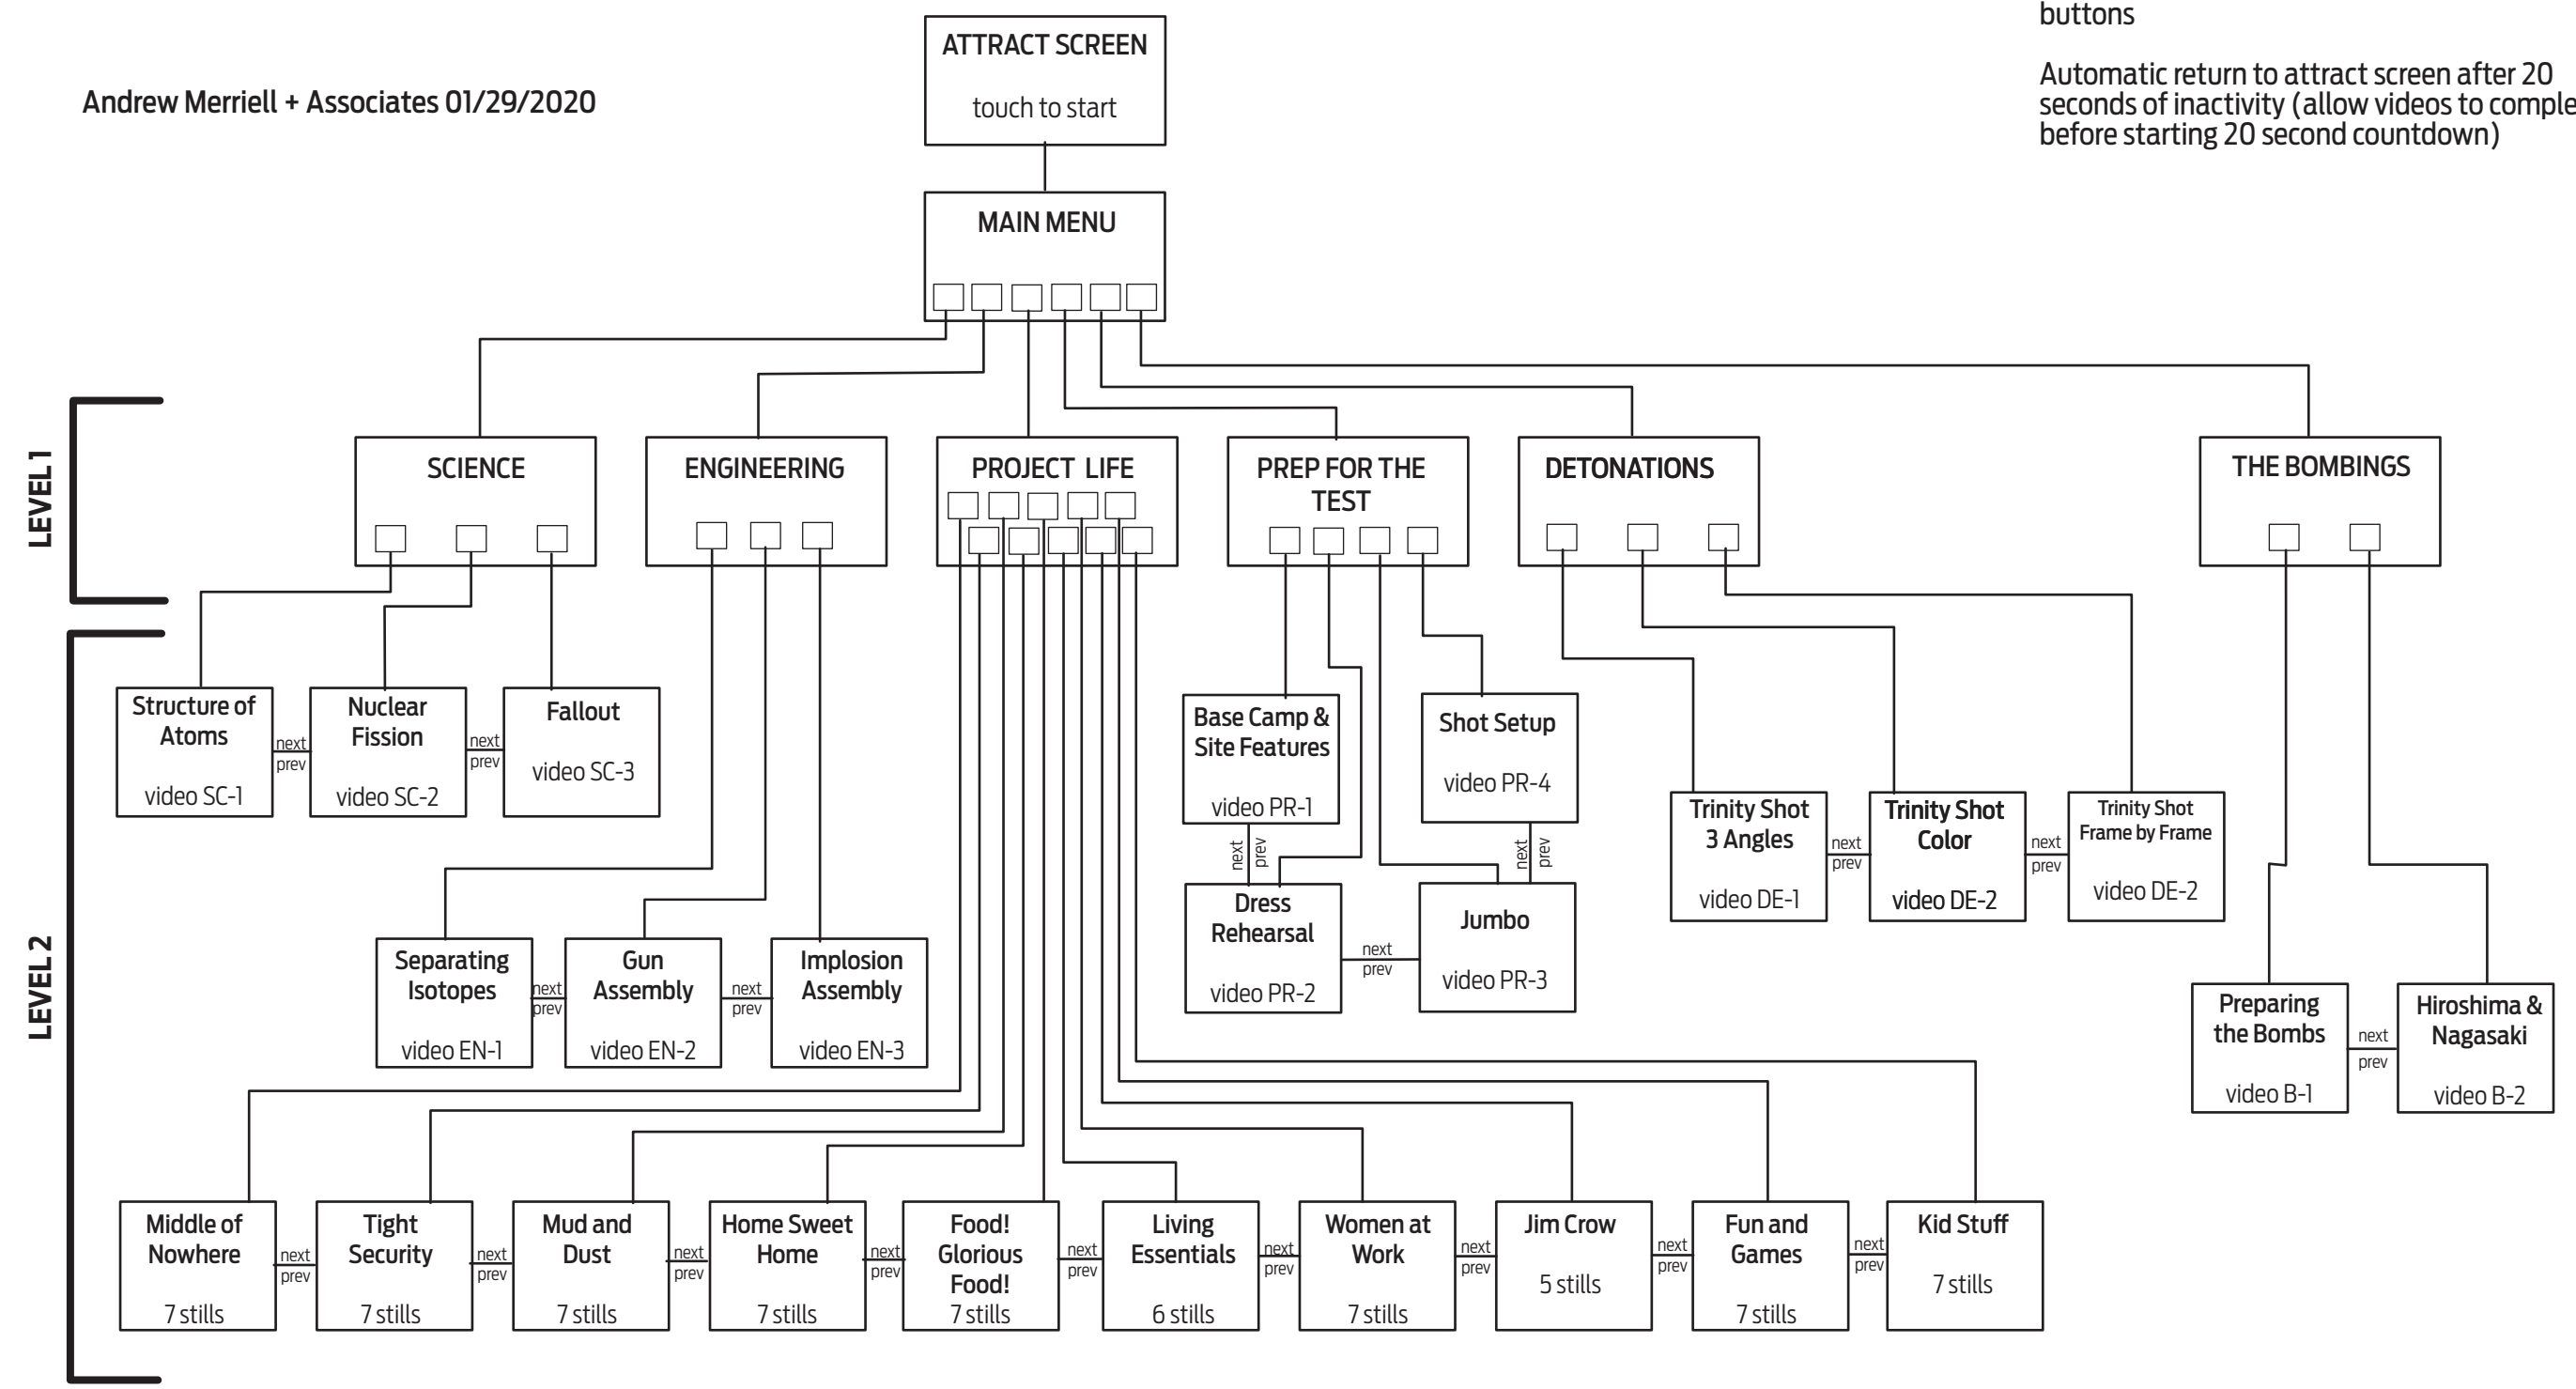 buttons
Automatic return to attract screen after 20
seconds of inactivity (allow videos to comple
before starting 20 second countdown)
Andrew Merriell + Associates 01/29/2020
ATTRACT SCREEN
touch to start
MAIN MENU
LEVEL 1
SCIENCE
ENGINEERING
PROJECT LIFE
PREP FOR THE
TEST
DETONATIONS
THE BOMBINGS
LEVEL 2
Structure of
Atoms
video SC-1
next
prev
Nuclear
Fission
video SC-2
next
prev
Fallout
video SC-3
Separating
Isotopes
video EN-1
next
prev
Gun
Assembly
video EN-2
next
prev
Implosion
Assembly
video EN-3
Base Camp &
Site Features
video PR-1
next
prev
Dress
Rehearsal
video PR-2
next
prev
Jumbo
video PR-3
next
prev
Shot Setup
video PR-4
Trinity Shot
3 Angles
video DE-1
next
prev
Trinity Shot
Color
video DE-2
next
prev
Trinity Shot
Frame by Frame
video DE-2
Preparing
the Bombs
video B-1
next
prev
Hiroshima &
Nagasaki
video B-2
Middle of
Nowhere
7 stills
next
prev
Tight
Security
7 stills
next
prev
Mud and
Dust
7 stills
next
prev
Home Sweet
Home
7 stills
next
prev
Food!
Glorious
Food!
7 stills
next
prev
Living
Essentials
6 stills
next
prev
Women at
Work
7 stills
next
prev
Jim Crow
5 stills
next
prev
Fun and
Games
7 stills
next
prev
Kid Stuff
7 stills